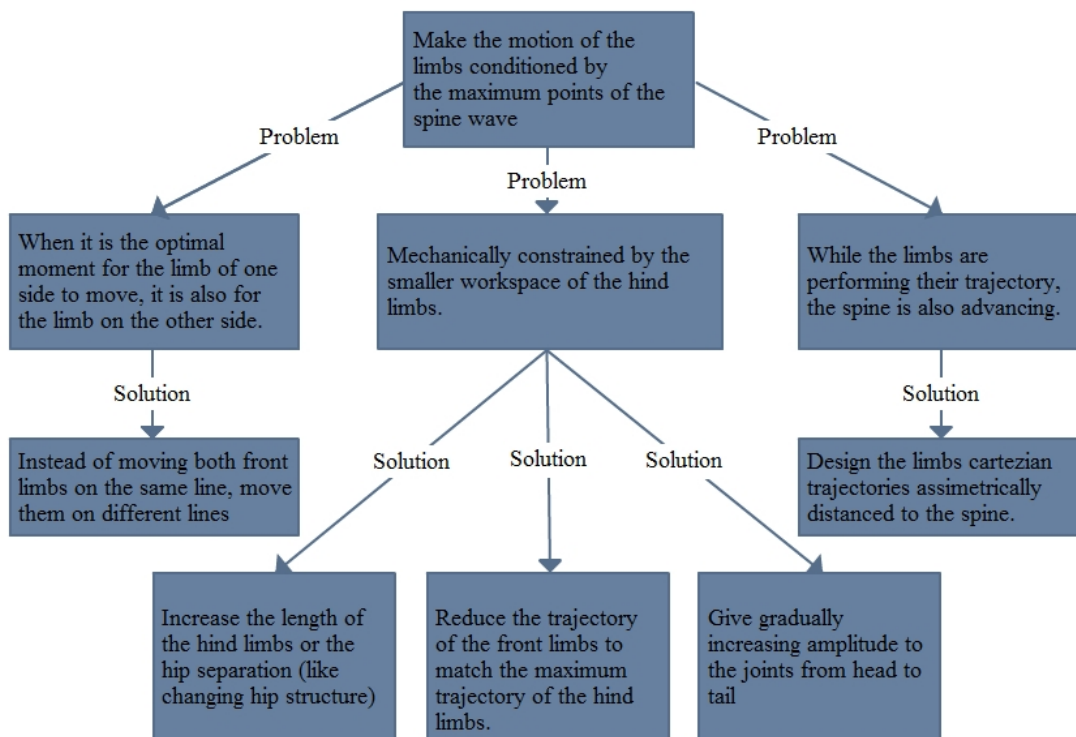 Make the motion of the
limbs conditioned by
the maximum points of the
spine wave
Problem
Problem
Problem
When it is the optimal
moment for the limb of one
side to move, it is also for
the limb on the other side.
Mechanically constrained by the
smaller workspace of the hind
limbs.
While the limbs are
performing their trajectory,
the spine is also advancing.
Solution
Solution
Instead of moving both front
limbs on the same line, move
them on different lines
Solution
Solution
Solution
Design the limbs cartezian
trajectories assimetrically
distanced to the spine.
Increase the length of
the hind limbs or the
hip separation (like
changing hip structure)
Reduce the trajectory
of the front limbs to
match the maximum
trajectory of the hind
limbs.
Give gradually
increasing amplitude to
the joints from head to
tail